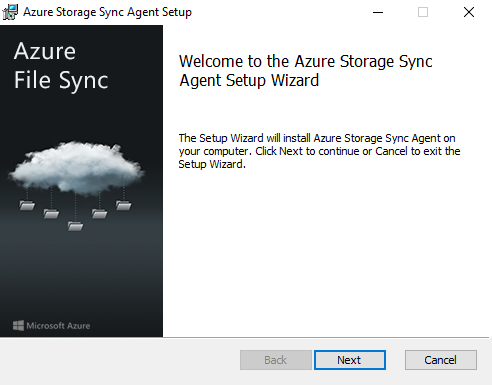 Azure Storage Sync Agent Setup
Azure
File Sync
Welcome to the Azure Storage Sync
Agent Setup Wizard
The Setup Wizard will install Azure Storage Sync Agent on
your computer. Click Next to continue or Cancel to exit the
Setup Wizard.
Microsoft Azure
Back
Next
Cancel